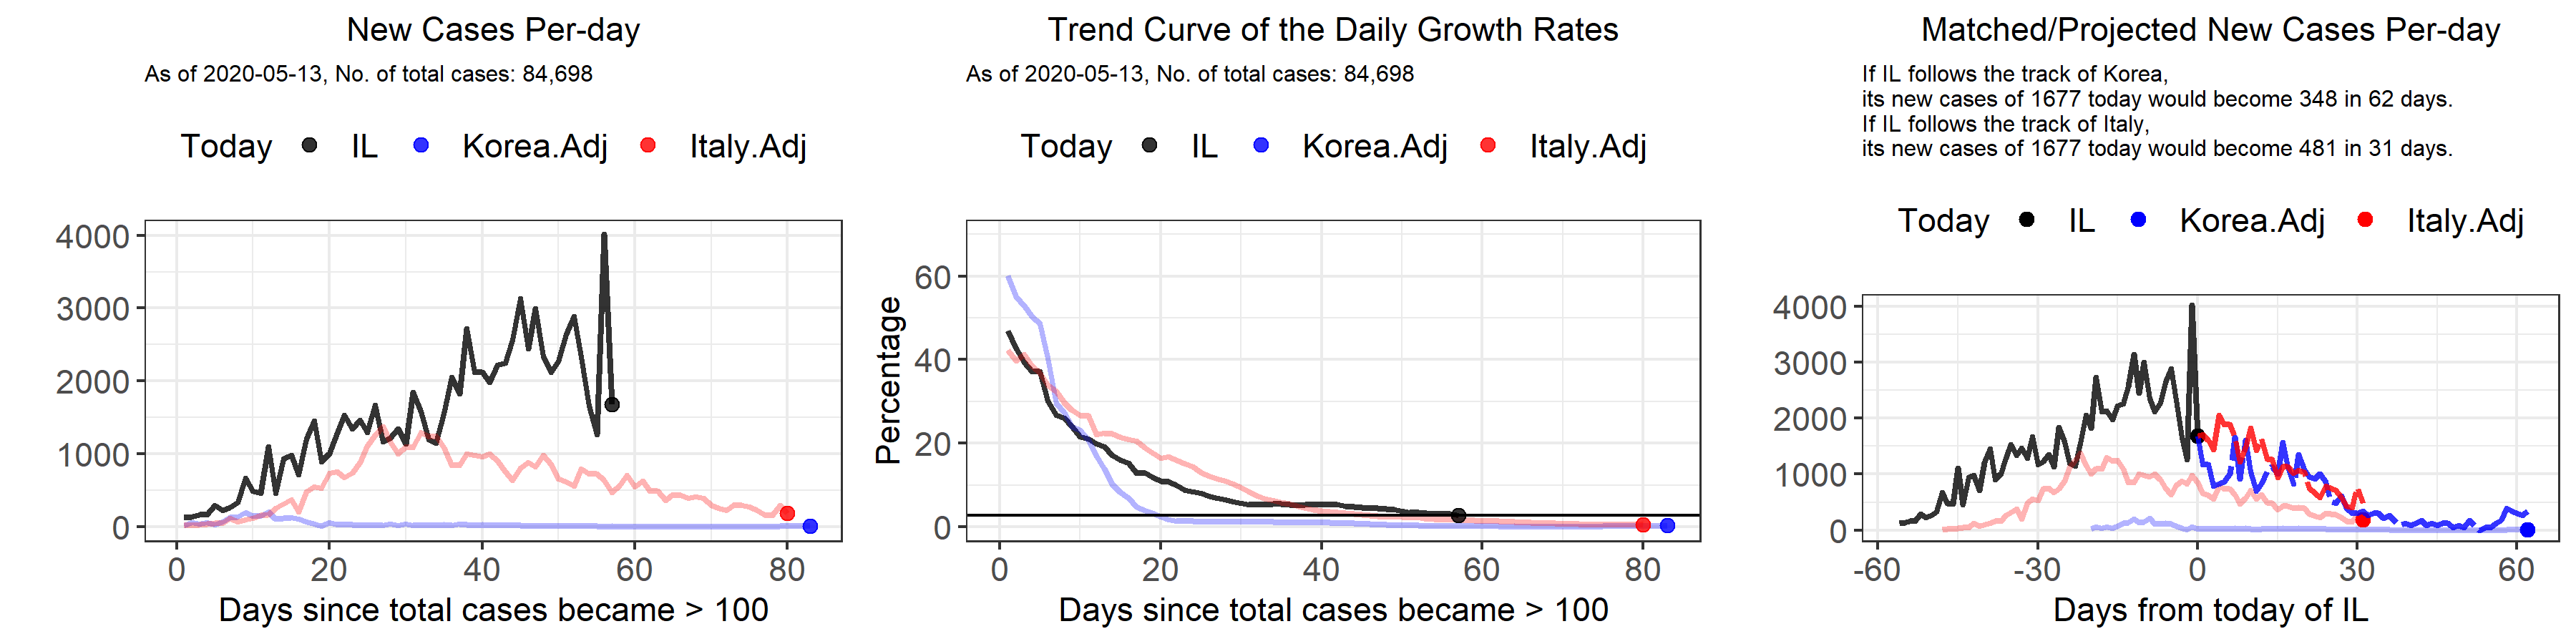 New Cases Per-day
As of 2020-05-13, No. of total cases: 84,698
Today IL Korea.Adj Italy.Adj
4000
3000
2000
1000
0
0 20 40 60 80
Days since total cases became > 100
Trend Curve of the Daily Growth Rates
As of 2020-05-13, No. of total cases: 84,698
Today IL Korea.Adj Italy.Adj
Percentage
60
40
20
0
0 20 40 60 80
Days since total cases became > 100
Matched/Projected New Cases Per-day
If IL follows the track of Korea,
its new cases of 1677 today would become 348 in 62 days.
If IL follows the track of Italy,
its new cases of 1677 today would become 481 in 31 days.
Today IL Korea.Adj Italy.Adj
4000
3000
2000
1000
0
-60 -30 0 30 60
Days from today of IL